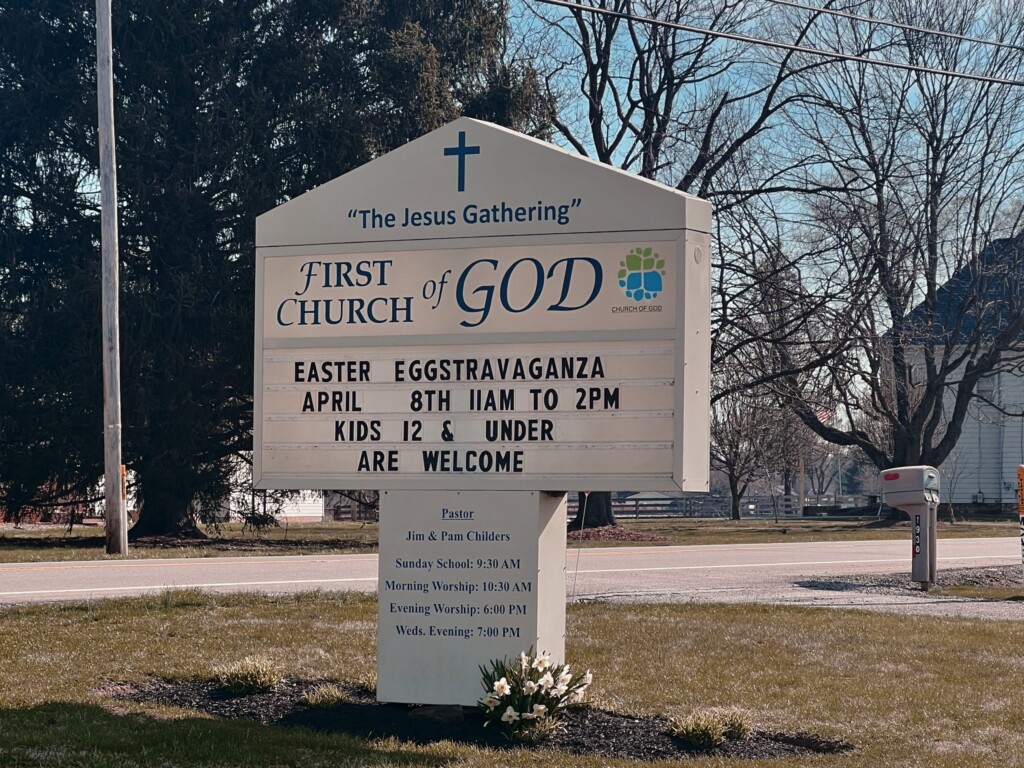 "The Jesus Gathering"
FIRST
CHURCH of GOD
CHURCH OF GOD
EASTER EGGSTRAVAGANZA
APRIL 8TH 11AM TO 2PM
KIDS 12 & UNDER
ARE WELCOME
Pastor
Jim & Pam Childers
Sunday School: 9:30 AM
Morning Worship: 10:30 AM
Evening Worship: 6:00 PM
Weds. Evening: 7:00 PM
1930